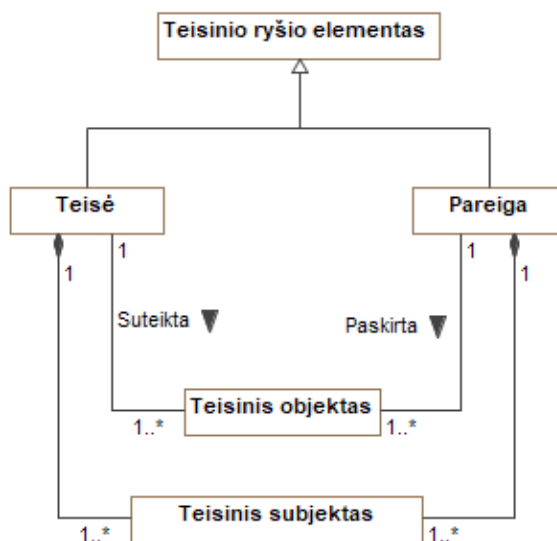 Teisinio ryšio elementas
Teisė
Pareiga
1
1
1
1
Suteikta
Paskirta
Teisinis objektas
1..*
1..*
Teisinis subjektas
1..*
1..*